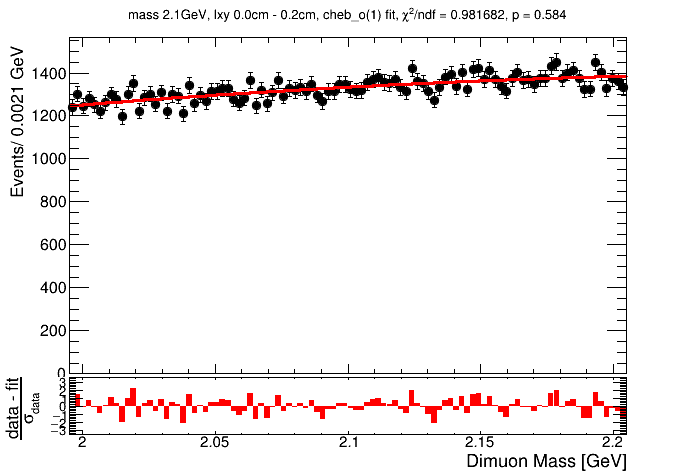 mass 2.1GeV, lxy 0.0cm - 0.2cm, cheb_o(1) fit, χ²/ndf = 0.981682, p = 0.584
Events/ 0.0021 GeV
1400
1200
1000
800
600
400
200
0
data - fit
σdata
3
2
1
0
−1
−2
−3
2 2.05 2.1 2.15 2.2
Dimuon Mass [GeV]